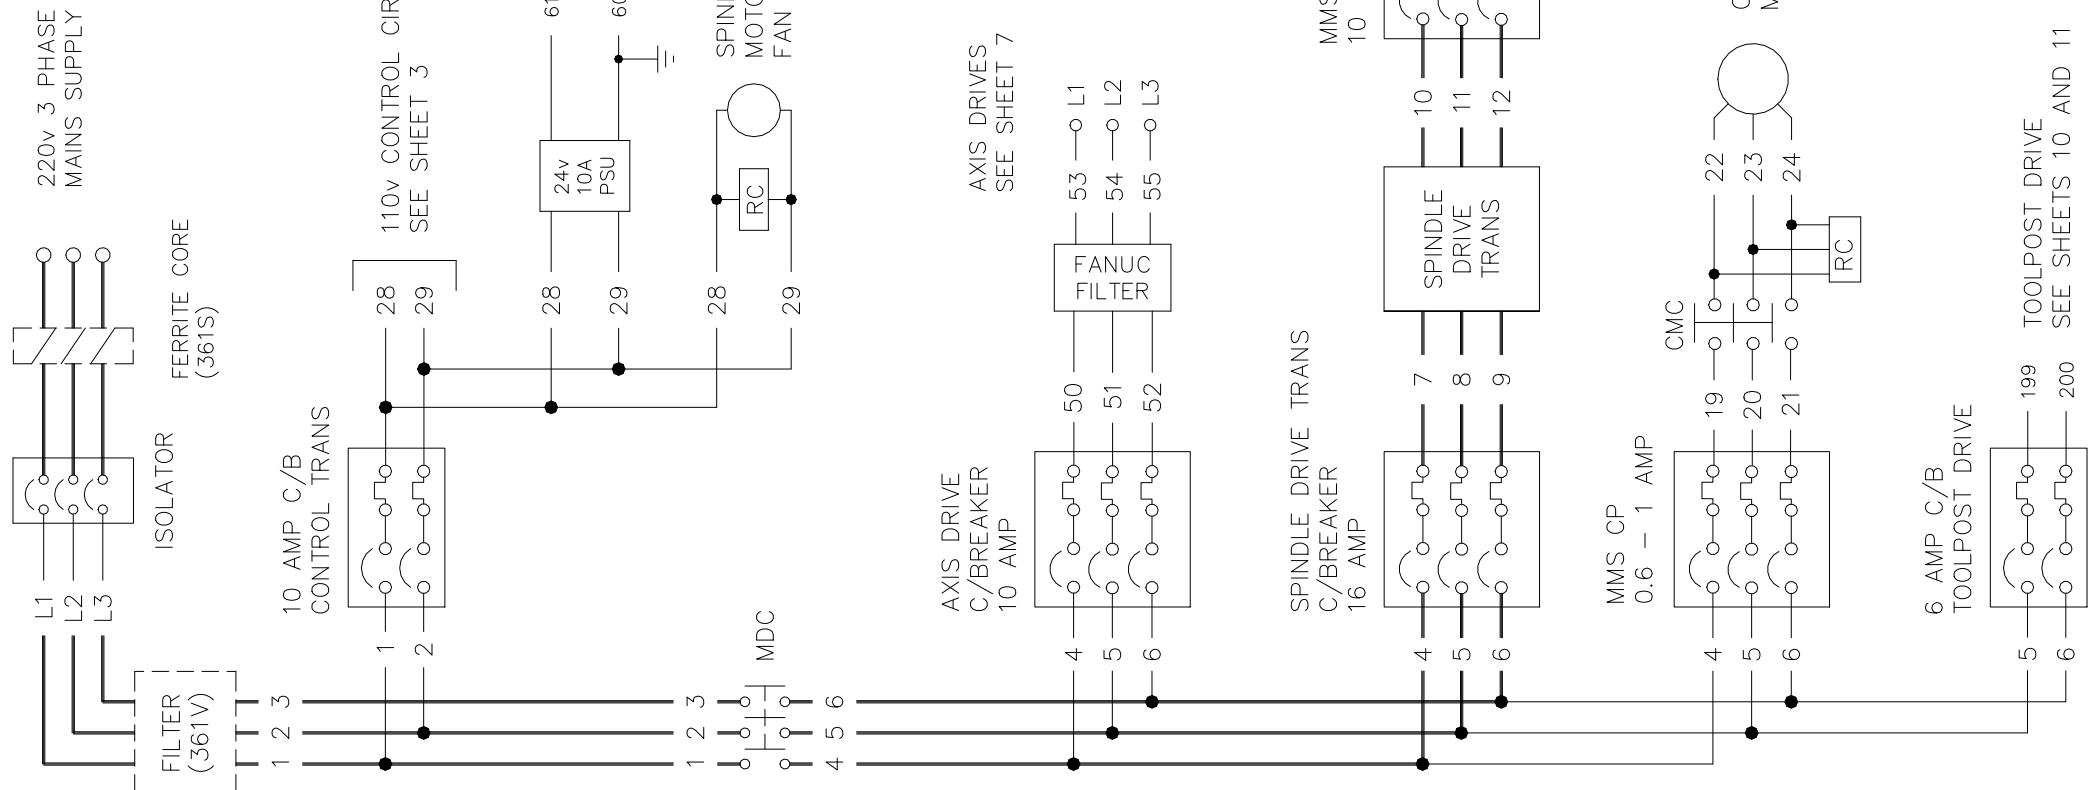 220v 3 PHASE
MAINS SUPPLY
FERRITE CORE
(361S)
ISOLATOR
L1
L2
L3
FILTER
(361V)
1
2
3
10 AMP C/B
CONTROL TRANS
1
2
110v CONTROL CIR
SEE SHEET 3
28
29
61
60
24v
10A
PSU
28
29
SPIN
MOTO
FAN
RC
28
29
1
2
3
MDC
4
5
6
AXIS DRIVES
SEE SHEET 7
L1
L2
L3
53
54
55
FANUC
FILTER
50
51
52
AXIS DRIVE
C/BREAKER
10 AMP
4
5
6
MMS
10
10
11
12
SPINDLE
DRIVE
TRANS
7
8
9
SPINDLE DRIVE TRANS
C/BREAKER
16 AMP
4
5
6
22
23
24
RC
CMC
19
20
21
MMS CP
0.6 - 1 AMP
4
5
6
TOOLPOST DRIVE
SEE SHEETS 10 AND 11
199
200
6 AMP C/B
TOOLPOST DRIVE
5
6